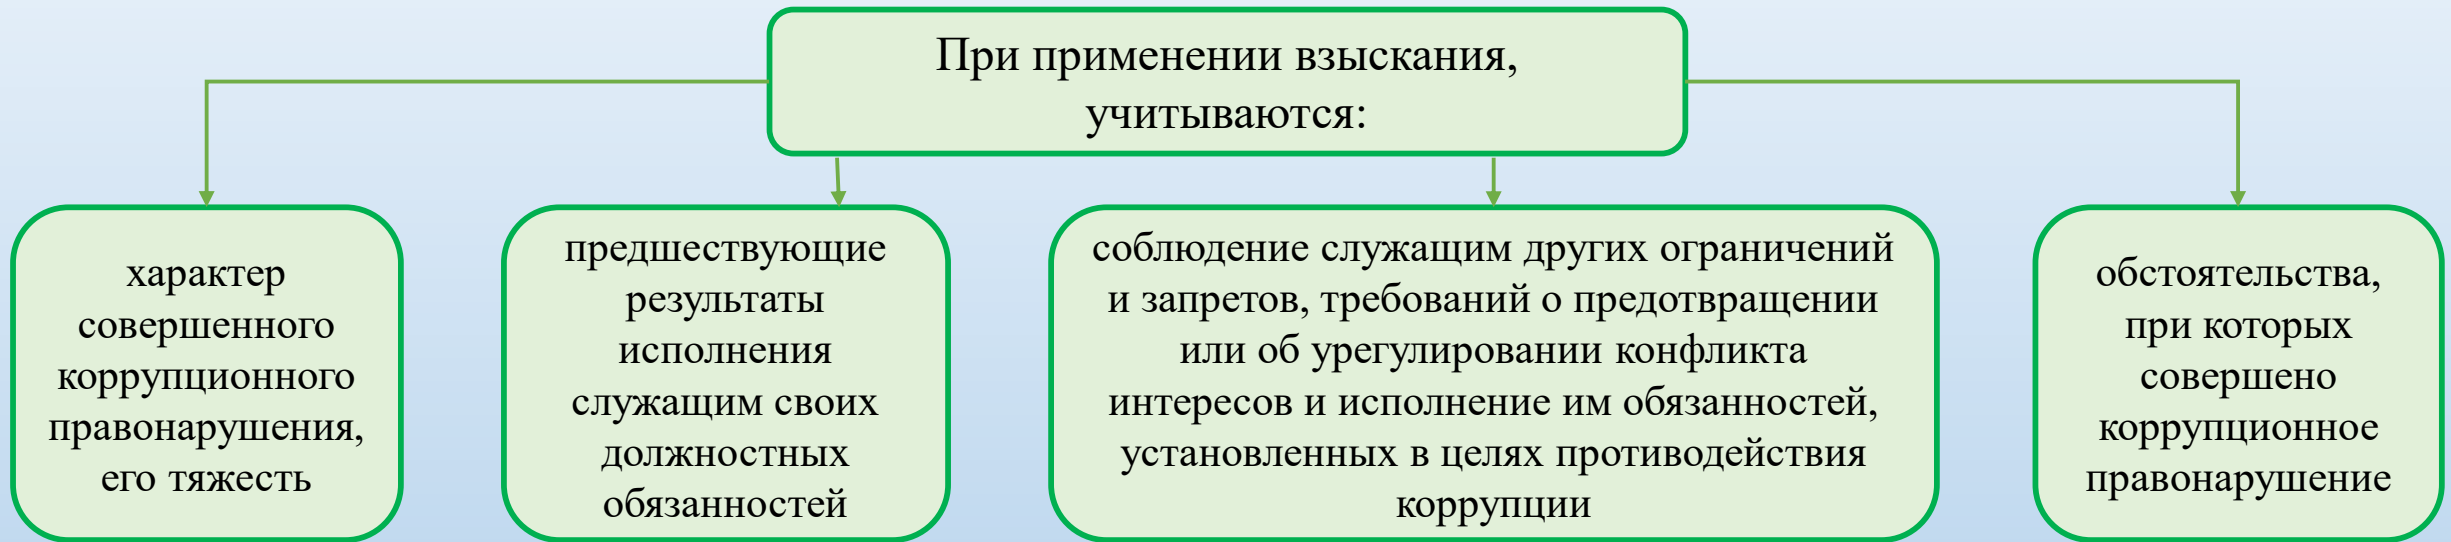 При применении взыскания,
учитываются:
характер
совершенного
коррупционного
правонарушения,
его тяжесть
предшествующие
результаты
исполнения
служащим своих
должностных
обязанностей
соблюдение служащим других ограничений
и запретов, требований о предотвращении
или об урегулировании конфликта
интересов и исполнение им обязанностей,
установленных в целях противодействия
коррупции
обстоятельства,
при которых
совершено
коррупционное
правонарушение